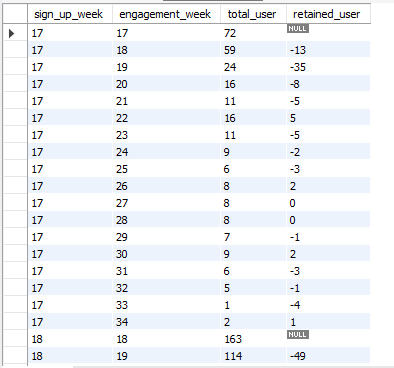 sign_up_week engagement_week total_user retained_user
17 17 72 NULL
17 18 59 -13
17 19 24 -35
17 20 16 -8
17 21 11 -5
17 22 16 5
17 23 11 -5
17 24 9 -2
17 25 6 -3
17 26 8 2
17 27 8 0
17 28 8 0
17 29 7 -1
17 30 9 2
17 31 6 -3
17 32 5 -1
17 33 1 -4
17 34 2 1
18 18 163 NULL
18 19 114 -49